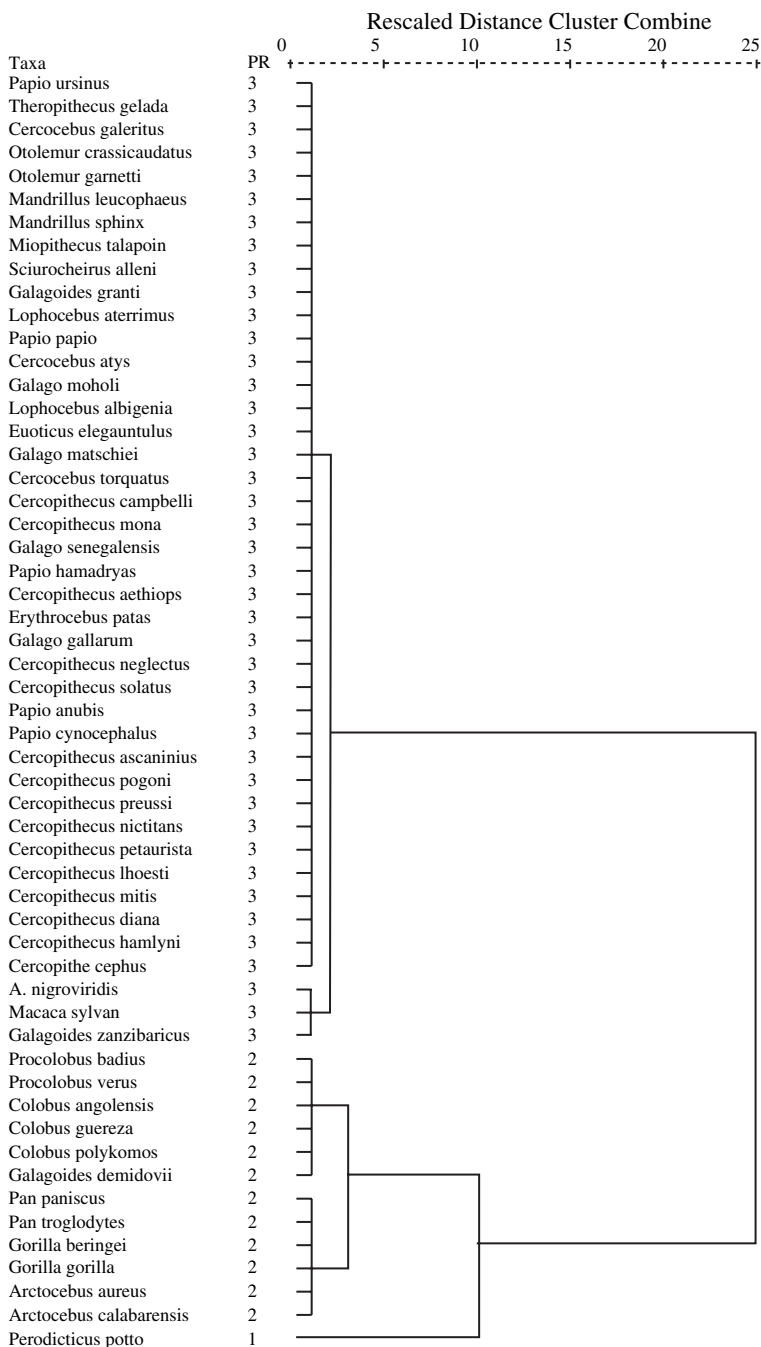 Rescaled Distance Cluster Combine
0 5 10 15 20 25
Taxa PR
Papio ursinus 3
Theropithecus gelada 3
Cercocebus galeritus 3
Otolemur crassicaudatus 3
Otolemur garnetti 3
Mandrillus leucophaeus 3
Mandrillus sphinx 3
Miopithecus talapoin 3
Sciurocheirus alleni 3
Galagoides granti 3
Lophocebus aterrimus 3
Papio papio 3
Cercocebus atys 3
Galago moholi 3
Lophocebus albigenia 3
Euoticus elegauntulus 3
Galago matschiei 3
Cercocebus torquatus 3
Cercopithecus campbelli 3
Cercopithecus mona 3
Galago senegalensis 3
Papio hamadryas 3
Cercopithecus aethiops 3
Erythrocebus patas 3
Galago gallarum 3
Cercopithecus neglectus 3
Cercopithecus solatus 3
Papio anubis 3
Papio cynocephalus 3
Cercopithecus ascaninius 3
Cercopithecus pogoni 3
Cercopithecus preussi 3
Cercopithecus nictitans 3
Cercopithecus petaurista 3
Cercopithecus lhoesti 3
Cercopithecus mitis 3
Cercopithecus diana 3
Cercopithecus hamlyni 3
Cercopithe cephus 3
A. nigroviridis 3
Macaca sylvan 3
Galagoides zanzibaricus 3
Procolobus badius 2
Procolobus verus 2
Colobus angolensis 2
Colobus guereza 2
Colobus polykomos 2
Galagoides demidovii 2
Pan paniscus 2
Pan troglodytes 2
Gorilla beringei 2
Gorilla gorilla 2
Arctocebus aureus 2
Arctocebus calabarensis 2
Perodicticus potto 1